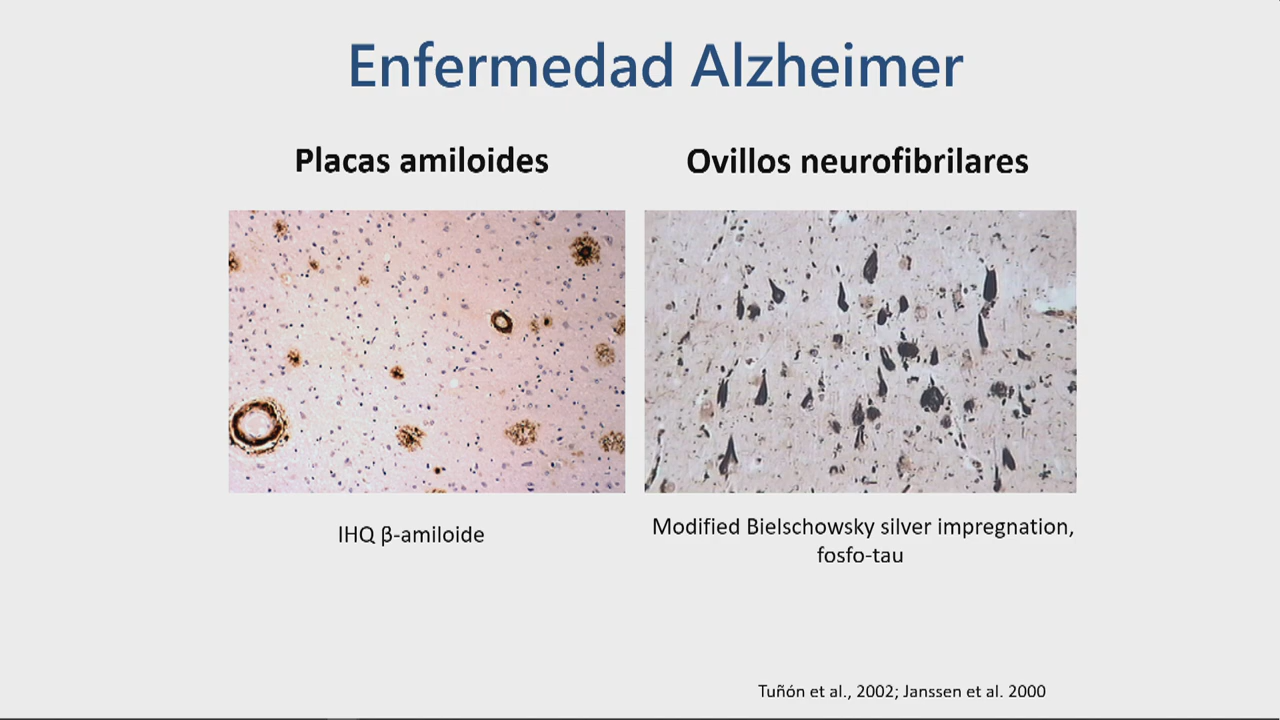 Enfermedad Alzheimer
Placas amiloides
Ovillos neurofibrilares
IHQ β-amiloide
Modified Bielschowsky silver impregnation,
fosfo-tau
Tuñón et al., 2002; Janssen et al. 2000